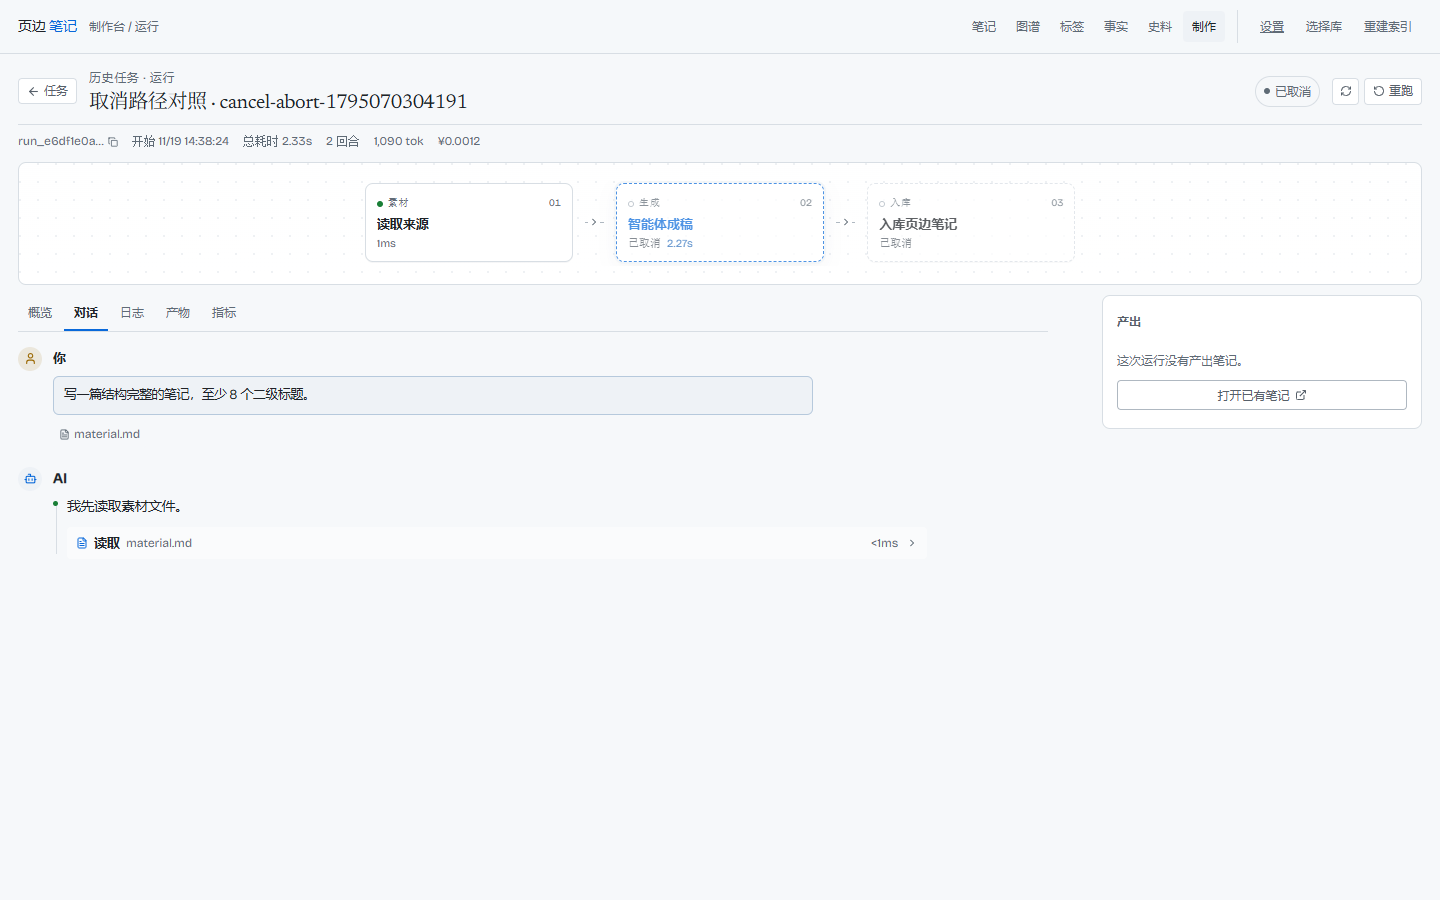 页边 笔记 制作台 / 运行 笔记 图谱 标签 事实 史料 制作 设置 选择库 重建索引
← 任务
历史任务 · 运行
取消路径对照 · cancel-abort-1795070304191
已取消 重跑
run_e6df1e0a... 开始 11/19 14:38:24 总耗时 2.33s 2 回合 1,090 tok ¥0.0012
素材 01
读取来源
1ms
生成 02
智能体成稿
已取消 2.27s
入库 03
入库页边笔记
已取消
概览 对话 日志 产物 指标
你
写一篇结构完整的笔记，至少 8 个二级标题。
material.md
AI
我先读取素材文件。
读取 material.md <1ms
产出
这次运行没有产出笔记。
打开已有笔记